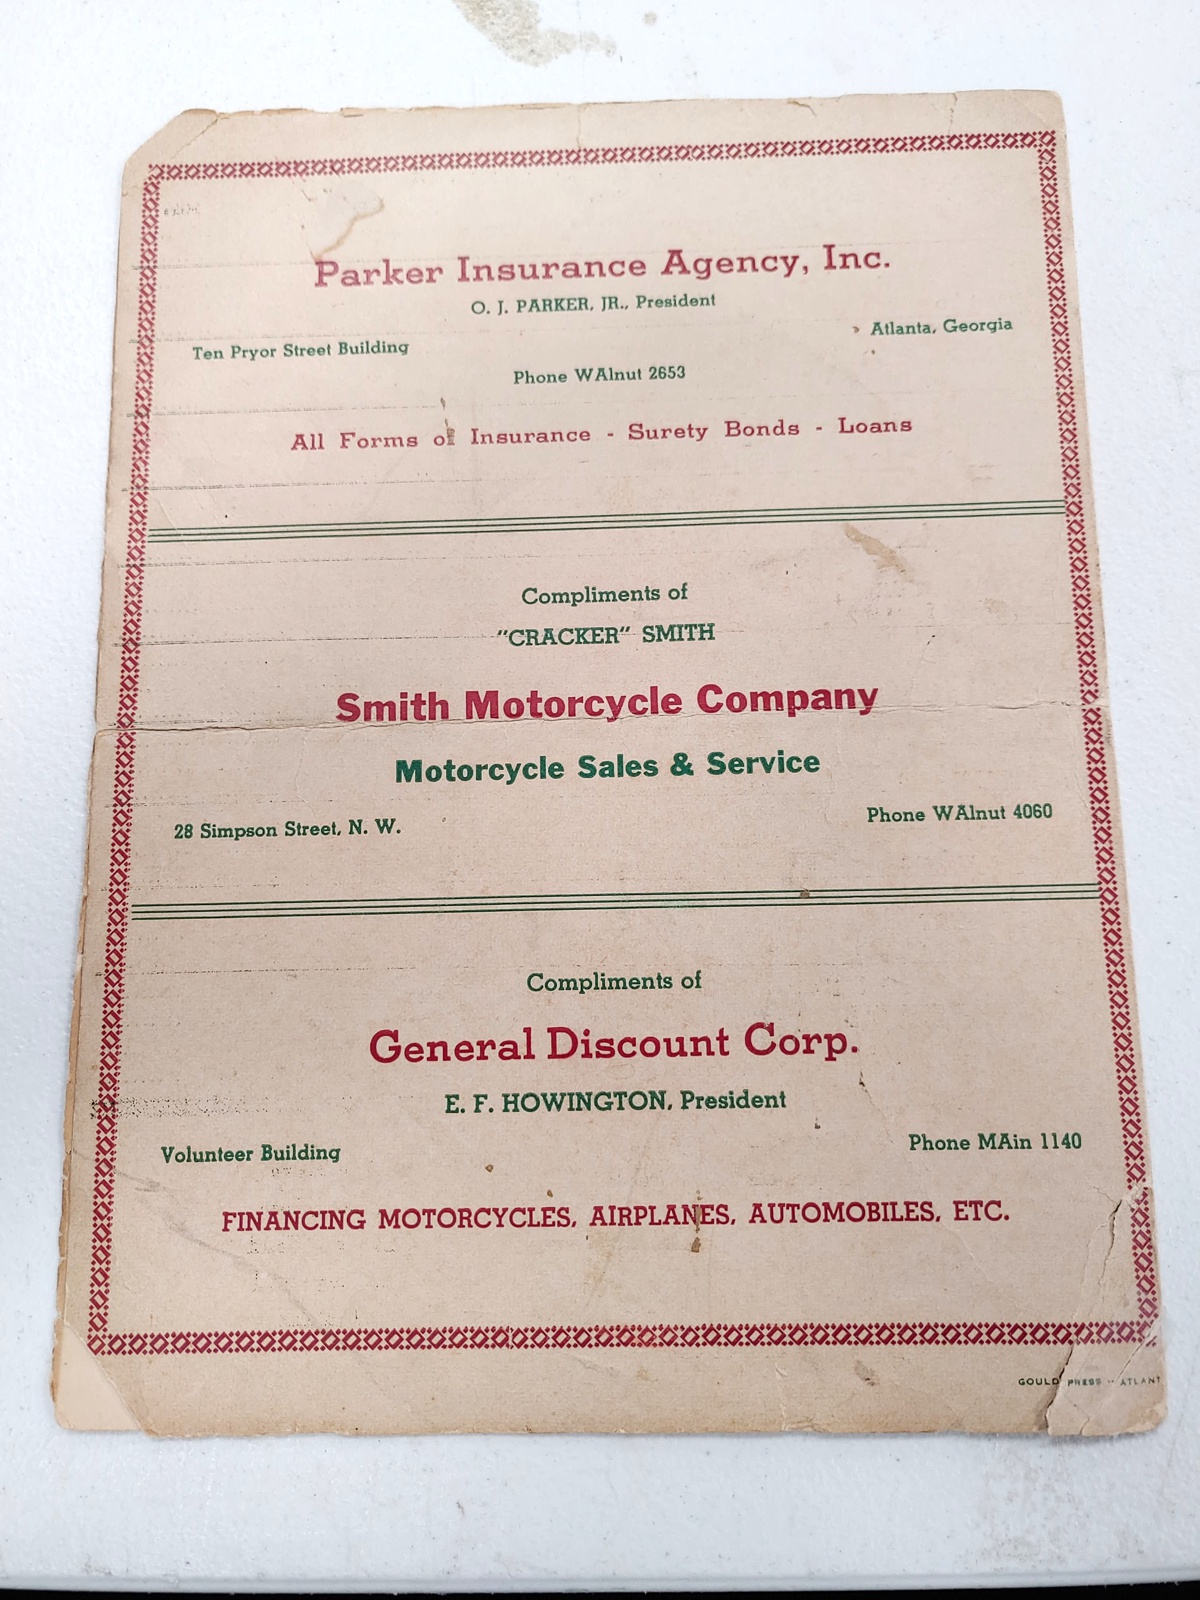 Parker Insurance Agency, Inc.
O. J. PARKER, JR., President
Ten Pryor Street Building Atlanta, Georgia
Phone WAlnut 2653
All Forms of Insurance - Surety Bonds - Loans
Compliments of
"CRACKER" SMITH
Smith Motorcycle Company
Motorcycle Sales & Service
28 Simpson Street, N. W. Phone WAlnut 4060
Compliments of
General Discount Corp.
E. F. HOWINGTON, President
Volunteer Building Phone MAin 1140
FINANCING MOTORCYCLES, AIRPLANES, AUTOMOBILES, ETC.
GOULD PRESS -- ATLANT